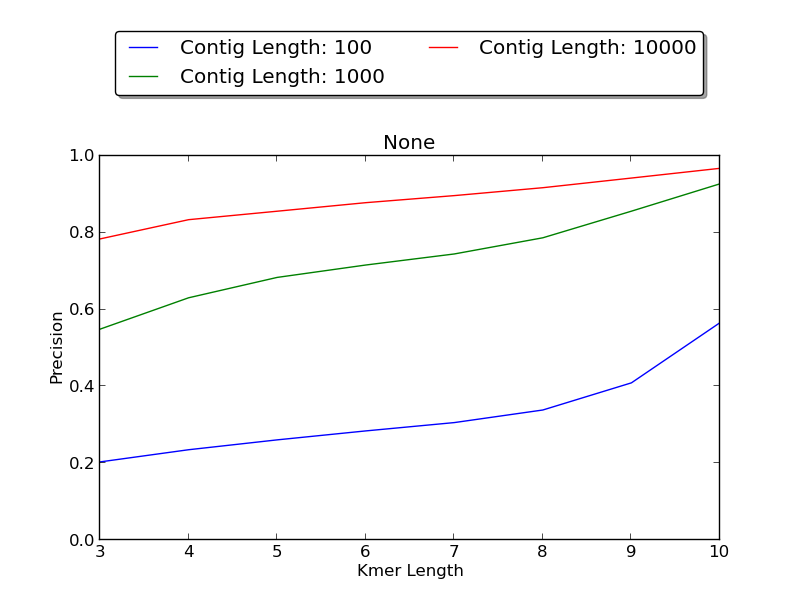 Contig Length: 100
Contig Length: 10000
Contig Length: 1000
None
1.0
0.8
0.6
0.4
0.2
0.0
Precision
3 4 5 6 7 8 9 10
Kmer Length